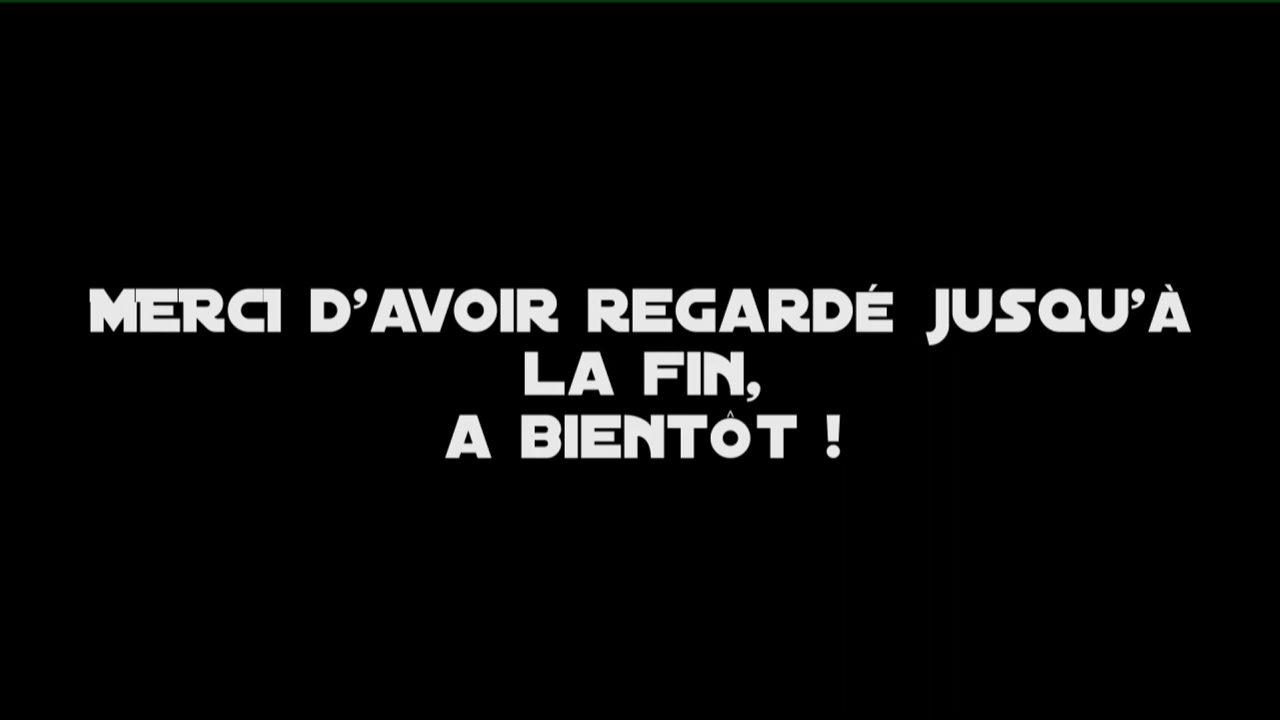 MERCI D'AVOIR REGARDÉ JUSQU'À
LA FIN,
A BIENTÔT !